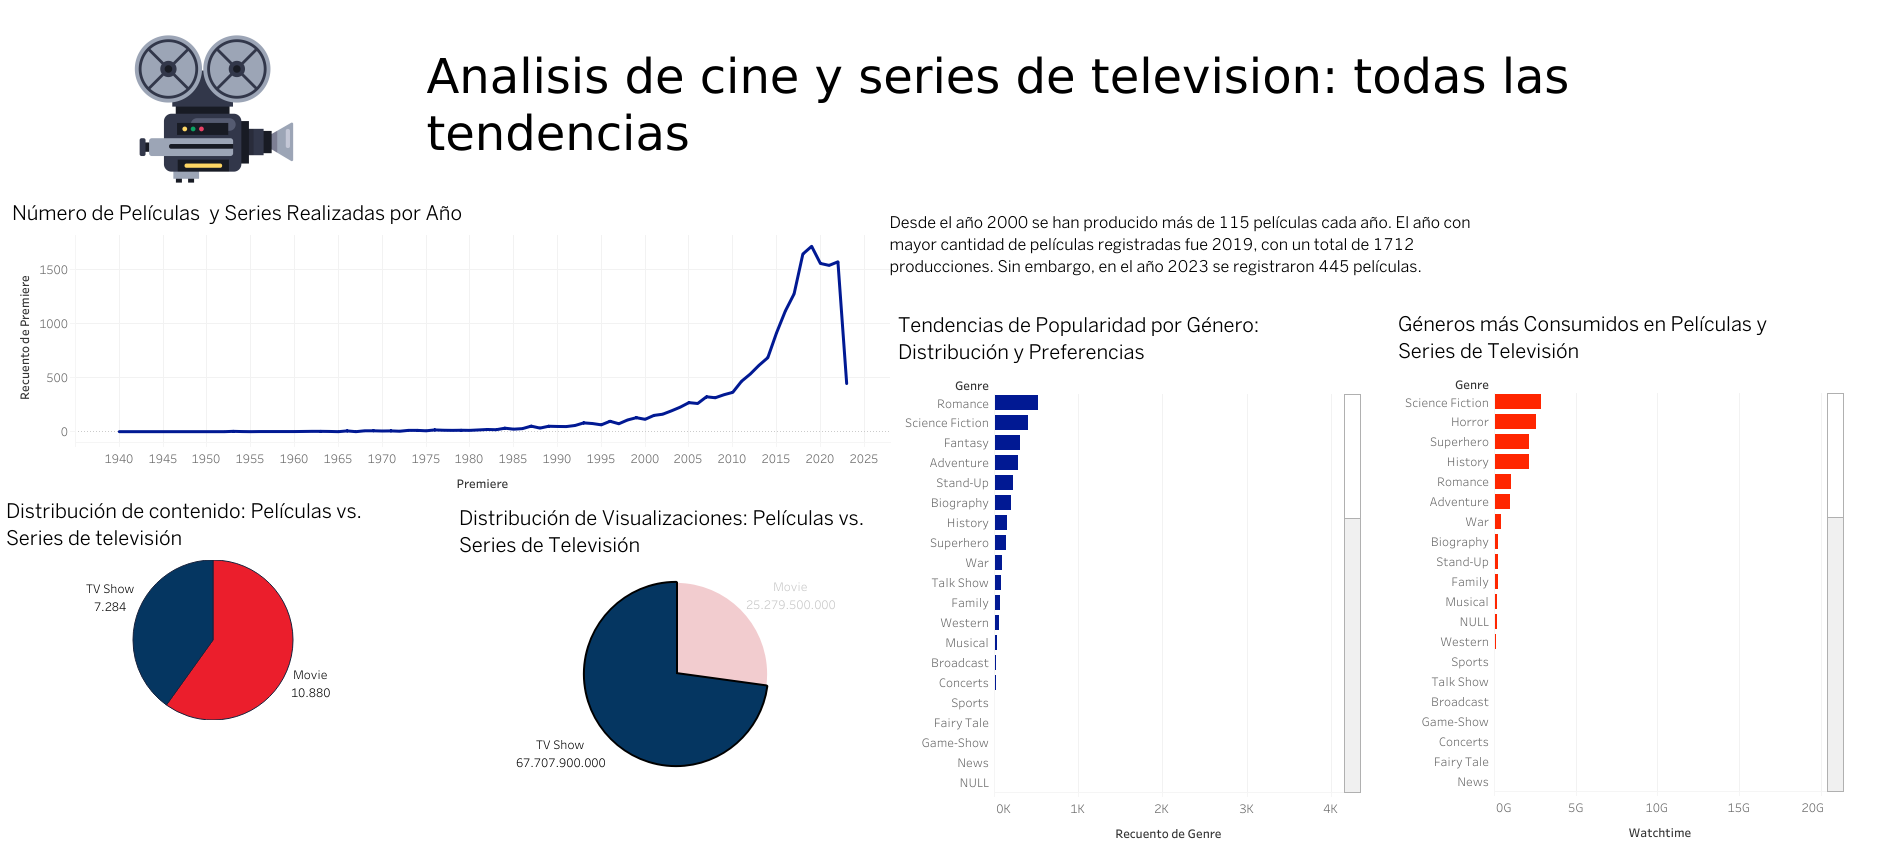 Analisis de cine y series de television: todas las
tendencias
Número de Películas y Series Realizadas por Año
Recuento de Premiere
1500
1000
500
0
1940 1945 1950 1955 1960 1965 1970 1975 1980 1985 1990 1995 2000 2005 2010 2015 2020 2025
Premiere
Desde el año 2000 se han producido más de 115 películas cada año. El año con
mayor cantidad de películas registradas fue 2019, con un total de 1712
producciones. Sin embargo, en el año 2023 se registraron 445 películas.
Distribución de contenido: Películas vs.
Series de televisión
TV Show
7.284
Movie
10.880
Distribución de Visualizaciones: Películas vs.
Series de Televisión
Movie
25.279.500.000
TV Show
67.707.900.000
Tendencias de Popularidad por Género:
Distribución y Preferencias
Genre
Romance
Science Fiction
Fantasy
Adventure
Stand-Up
Biography
History
Superhero
War
Talk Show
Family
Western
Musical
Broadcast
Concerts
Sports
Fairy Tale
Game-Show
News
NULL
0K 1K 2K 3K 4K
Recuento de Genre
Géneros más Consumidos en Películas y
Series de Televisión
Genre
Science Fiction
Horror
Superhero
History
Romance
Adventure
War
Biography
Stand-Up
Family
Musical
NULL
Western
Sports
Talk Show
Broadcast
Game-Show
Concerts
Fairy Tale
News
0G 5G 10G 15G 20G
Watchtime